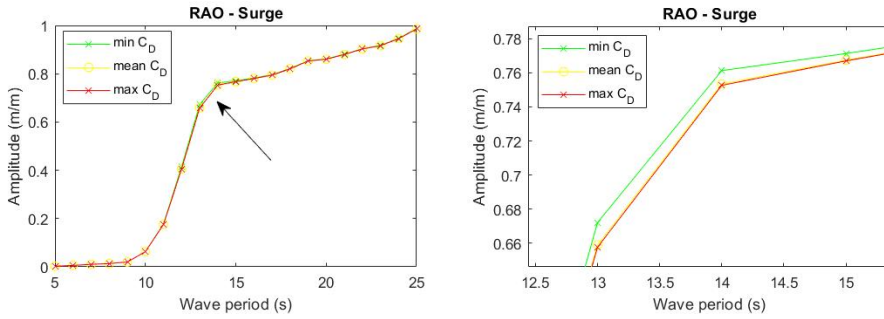 RAO - Surge
min C_D
mean C_D
max C_D
Amplitude (m/m)
1
0.8
0.6
0.4
0.2
0
5
10
15
20
25
Wave period (s)
RAO - Surge
min C_D
mean C_D
max C_D
Amplitude (m/m)
0.78
0.76
0.74
0.72
0.7
0.68
0.66
12.5
13
13.5
14
14.5
15
Wave period (s)